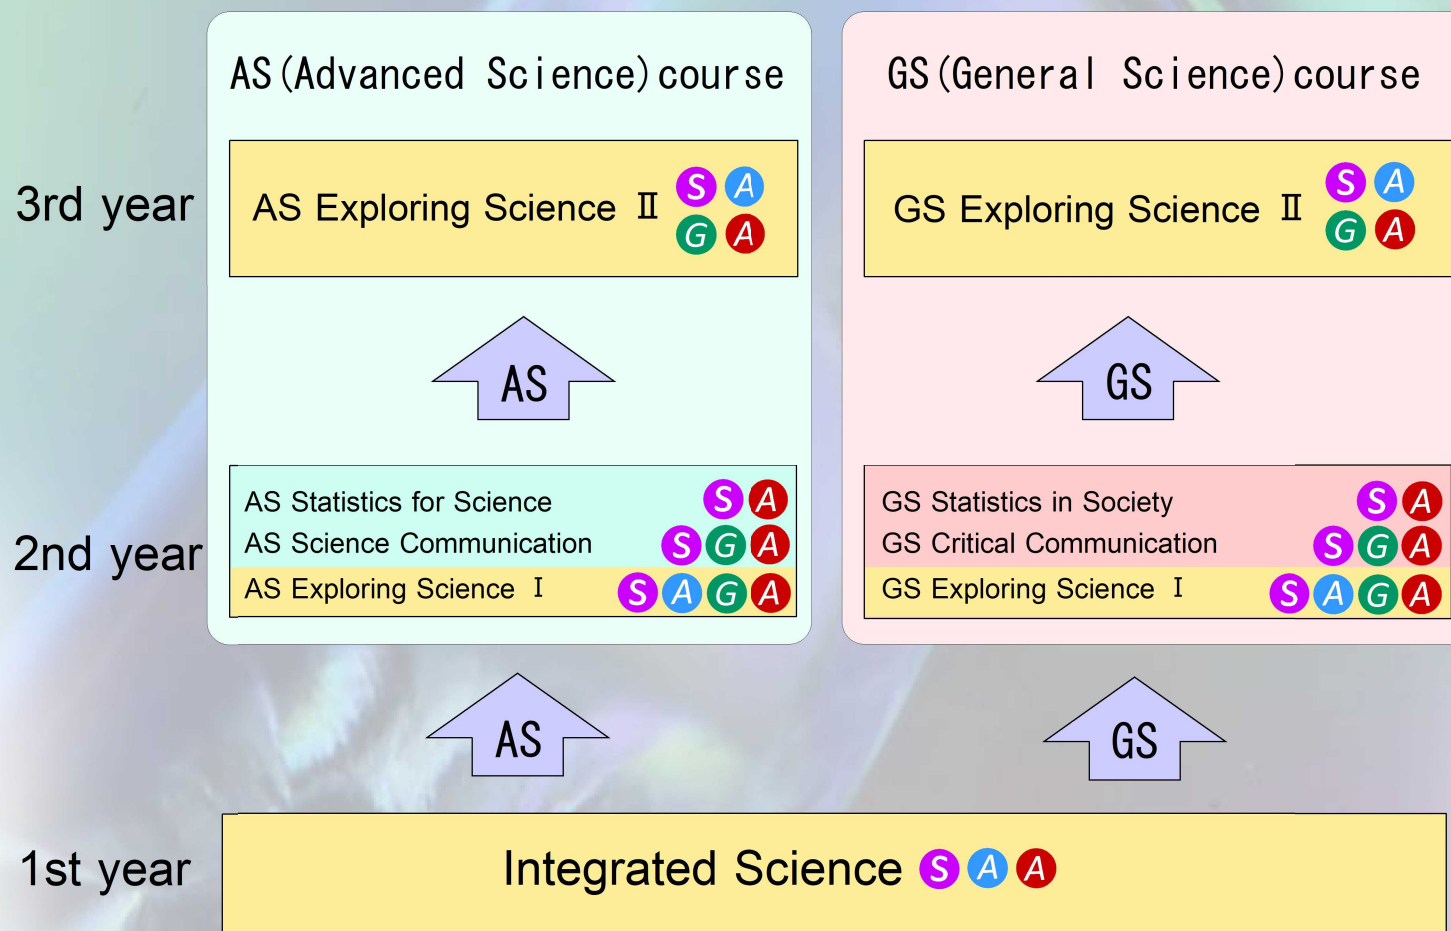 AS(Advanced Science)course
GS(General Science)course
3rd year
AS Exploring Science Ⅱ S A
G A
GS Exploring Science Ⅱ S A
G A
AS
GS
2nd year
AS Statistics for Science S A
AS Science Communication S G A
AS Exploring Science Ⅰ S A G A
GS Statistics in Society S A
GS Critical Communication S G A
GS Exploring Science Ⅰ S A G A
AS
GS
1st year
Integrated Science S A A